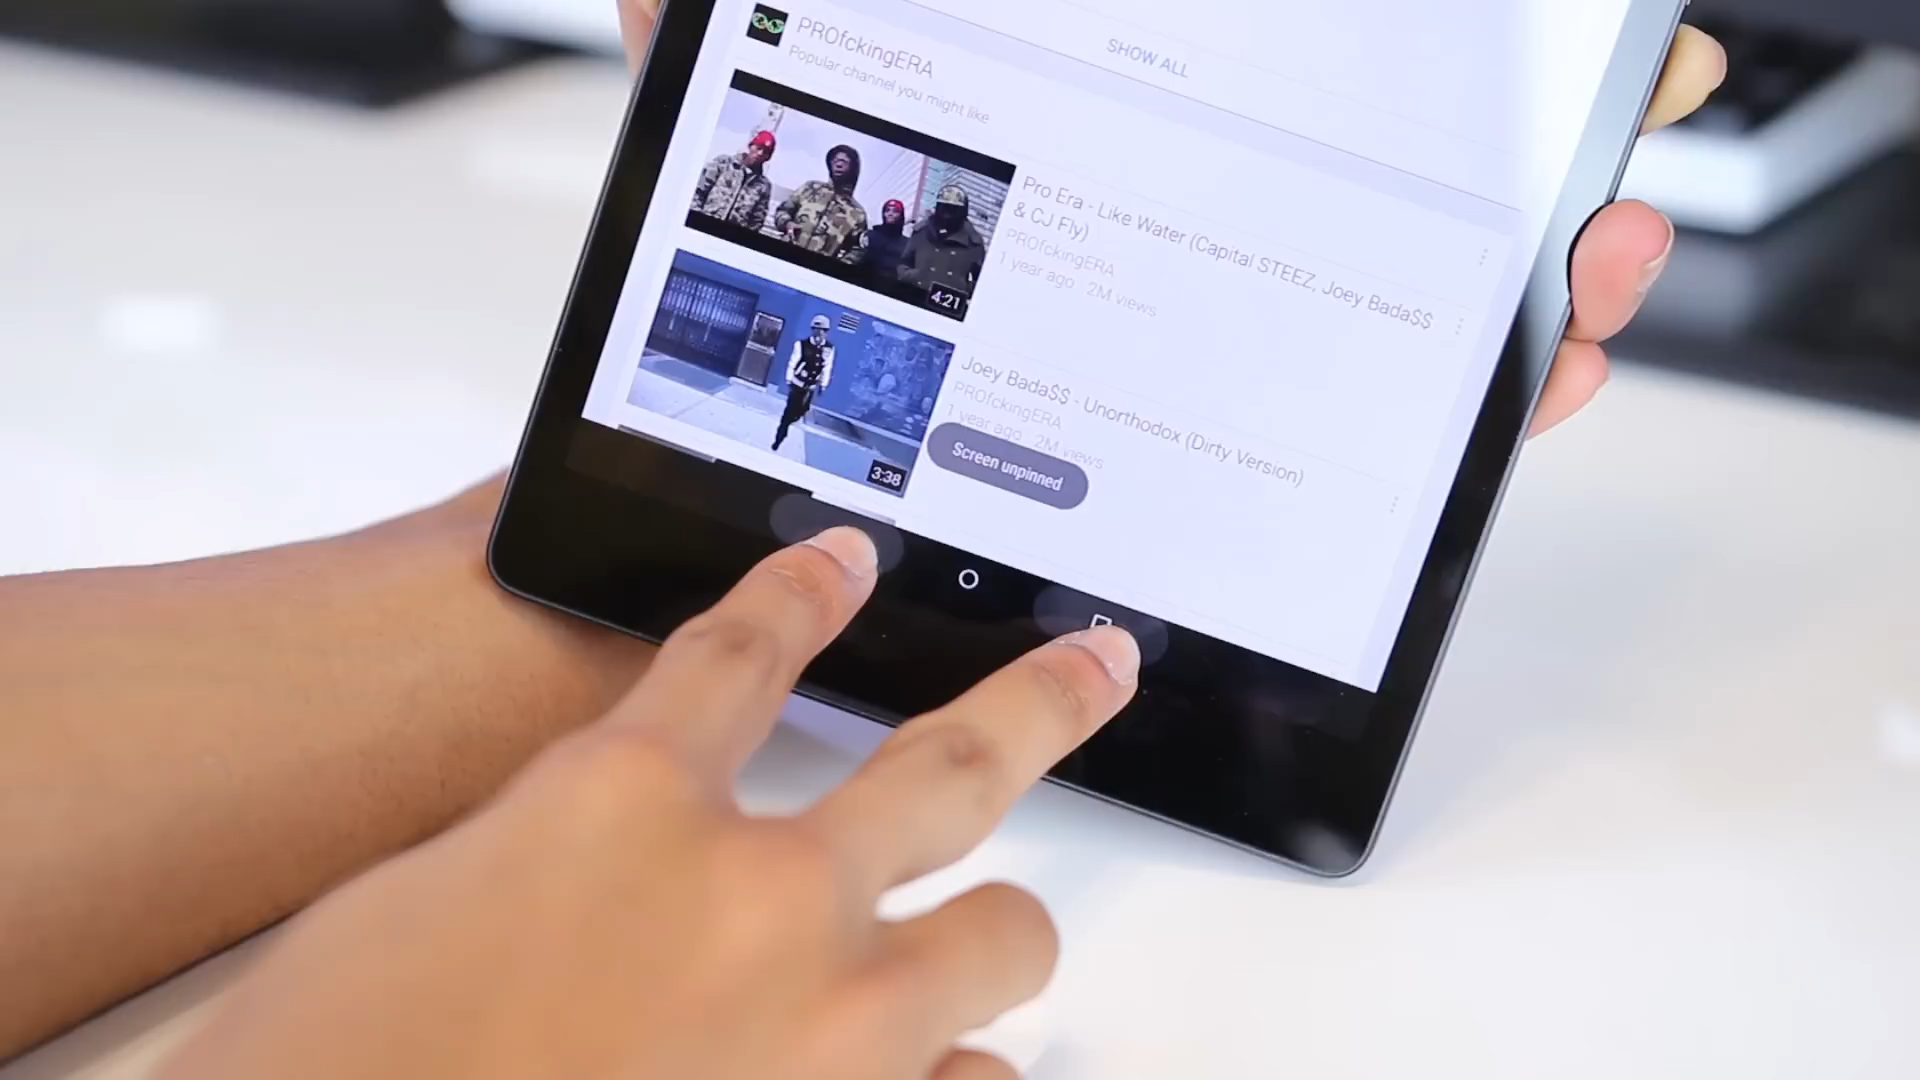 SHOW ALL
PROfckingERA
Popular channel you might like
Pro Era - Like Water (Capital STEEZ, Joey Bada$$
& CJ Fly)
PROfckingERA
1 year ago 2M views
4:21
Joey Bada$$ - Unorthodox (Dirty Version)
PROfckingERA
1 year ago 2M views
3:38
Screen unpinned